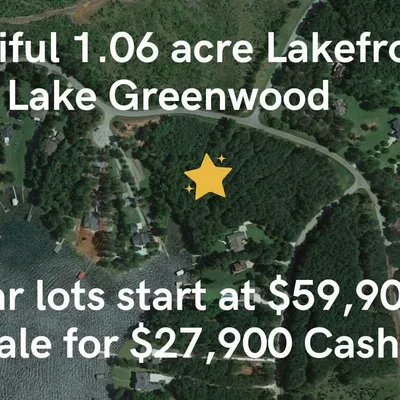 iful 1.06 acre Lakefro
Lake Greenwood
ar lots start at $59,90
ale for $27,900 Cash